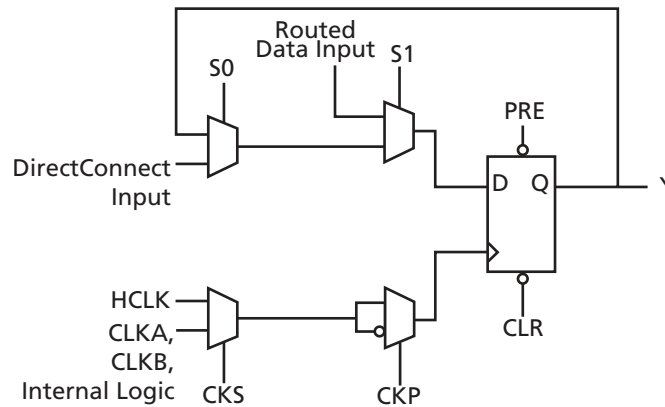 Routed
Data Input
S1
S0
PRE
DirectConnect
Input
D
Q
HCLK
CLKA,
CLKB,
Internal Logic
CKS
CKP
CLR